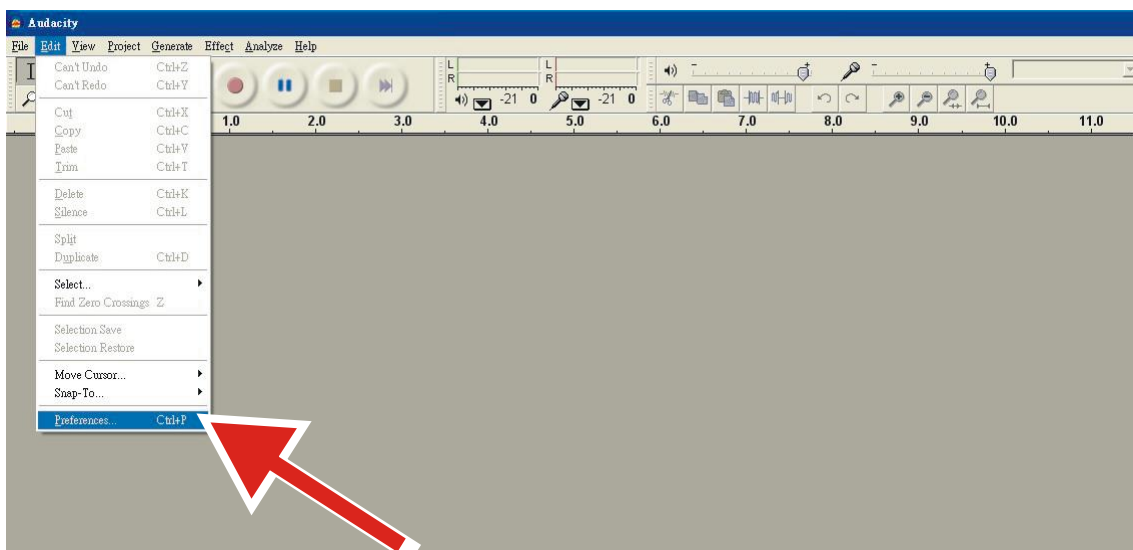 Audacity
File Edit View Project Generate Effect Analyze Help
Can't Undo Ctrl+Z
Can't Redo Ctrl+Y
Cut Ctrl+X
Copy Ctrl+C
Paste Ctrl+V
Trim Ctrl+T
Delete Ctrl+K
Silence Ctrl+L
Split
Duplicate Ctrl+D
Select...
Find Zero Crossings Z
Selection Save
Selection Restore
Move Cursor...
Snap-To...
Preferences... Ctrl+P
L L
R R
-21 0 -21 0
- -
1.0 2.0 3.0 4.0 5.0 6.0 7.0 8.0 9.0 10.0 11.0